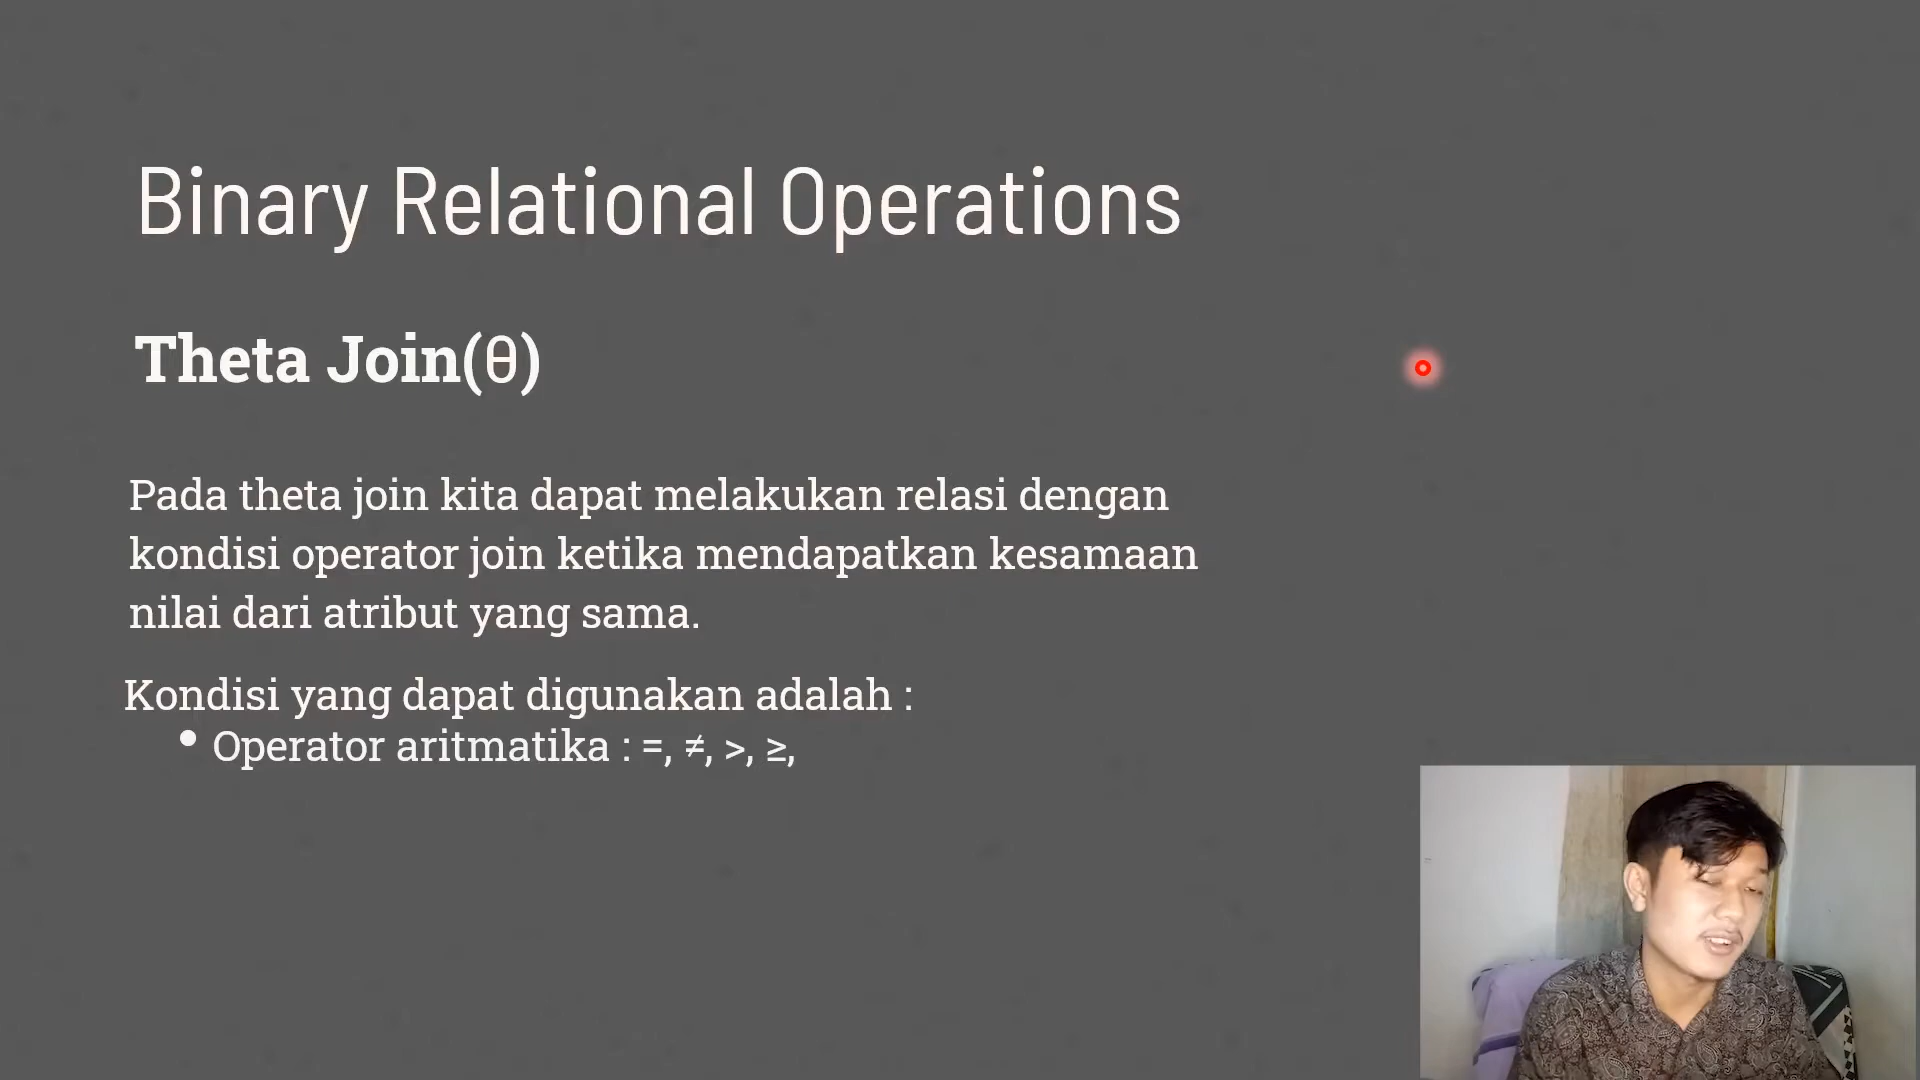 Binary Relational Operations
Theta Join(θ)
Pada theta join kita dapat melakukan relasi dengan
kondisi operator join ketika mendapatkan kesamaan
nilai dari atribut yang sama.
Kondisi yang dapat digunakan adalah :
• Operator aritmatika : =, ≠, >, ≥,